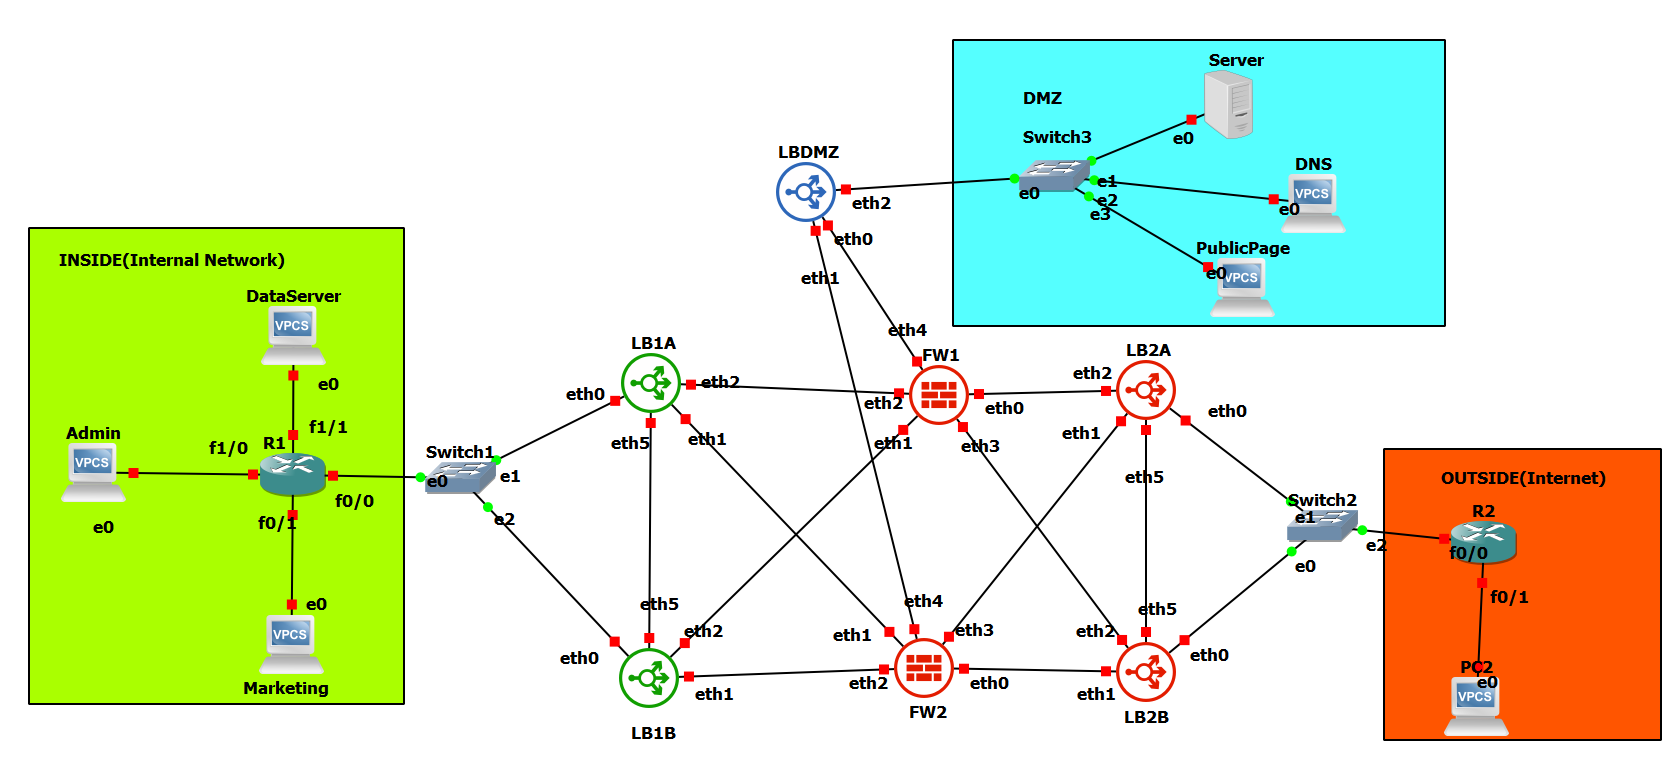 Server
DMZ
Switch3
e0
LBDMZ
DNS
e1
VPCS
eth2
e0
e2
e0
e3
eth0
PublicPage
INSIDE(Internal Network)
e0
VPCS
eth1
DataServer
VPCS
eth4
LB1A
FW1
LB2A
e0
eth2
eth2
eth0
eth2
eth0
eth0
f1/1
eth1
eth5
eth1
eth1
Admin
R1
f1/0
Switch1
VPCS
e1
eth5
OUTSIDE(Internet)
e0
f0/0
Switch2
R2
e0
f0/1
e2
eth3
e1
e2
f0/0
e0
f0/1
e0
eth5
eth4
eth5
VPCS
eth2
eth1
eth3
eth2
eth0
eth0
PC2
e0
Marketing
eth1
eth2
eth0
eth1
VPCS
LB1B
FW2
LB2B